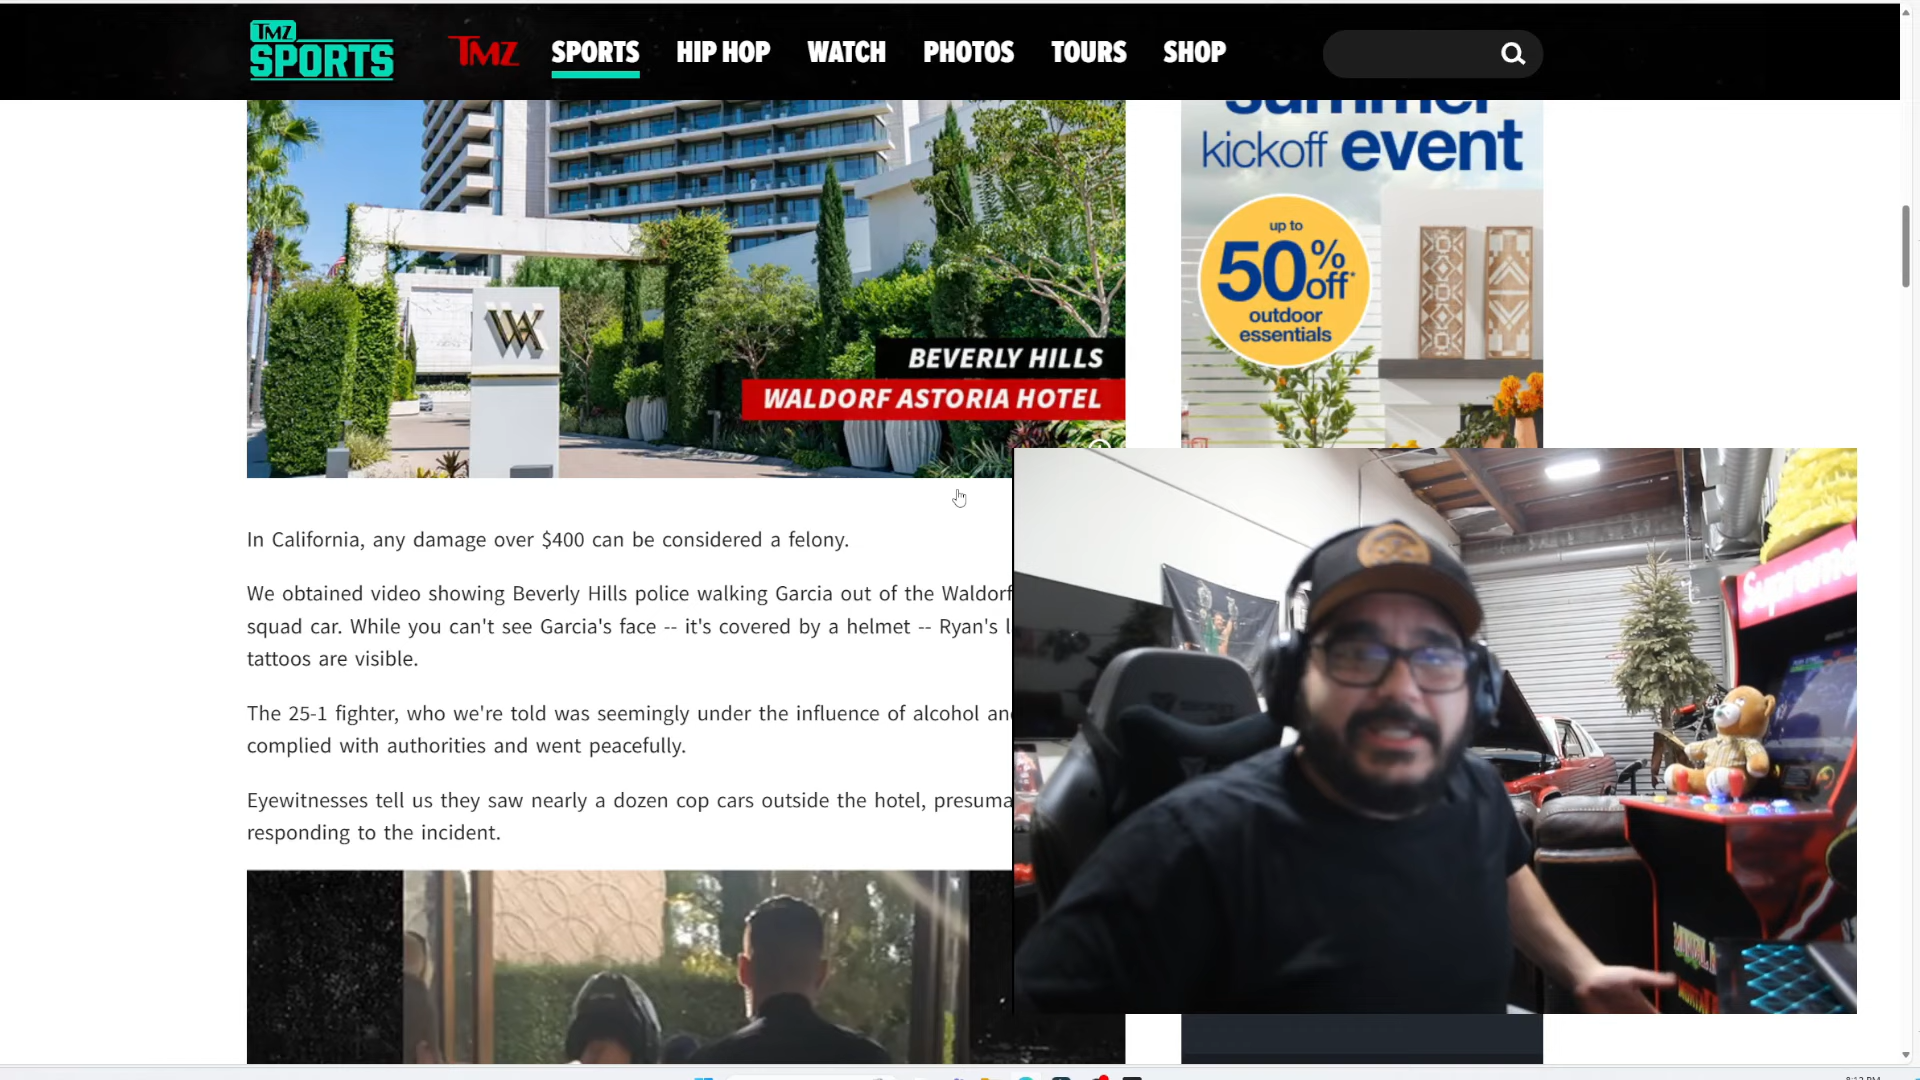 TMZ
SPORTS
TMZ SPORTS HIP HOP WATCH PHOTOS TOURS SHOP
summer
kickoff event
up to
50% off*
outdoor
essentials
BEVERLY HILLS
WALDORF ASTORIA HOTEL
In California, any damage over $400 can be considered a felony.
We obtained video showing Beverly Hills police walking Garcia out of the Waldorf
squad car. While you can't see Garcia's face -- it's covered by a helmet -- Ryan's
tattoos are visible.
The 25-1 fighter, who we're told was seemingly under the influence of alcohol
complied with authorities and went peacefully.
Eyewitnesses tell us they saw nearly a dozen cop cars outside the hotel,
responding to the incident.
Supreme